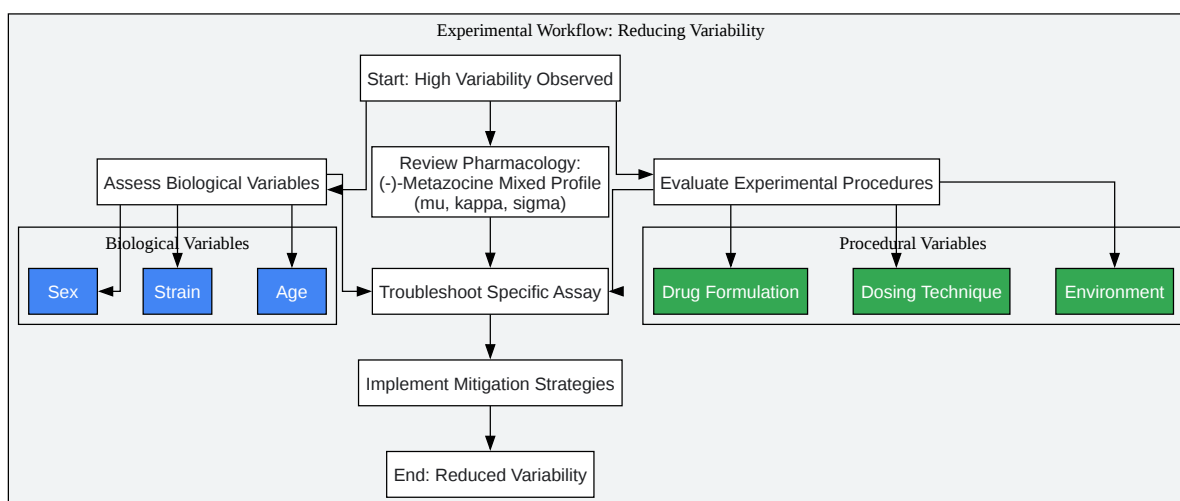 Experimental Workflow: Reducing Variability
Start: High Variability Observed
Assess Biological Variables
Review Pharmacology:
(-)-Metazocine Mixed Profile
(mu, kappa, sigma)
Evaluate Experimental Procedures
Biological Variables
Sex
Strain
Age
Troubleshoot Specific Assay
Procedural Variables
Drug Formulation
Dosing Technique
Environment
Implement Mitigation Strategies
End: Reduced Variability